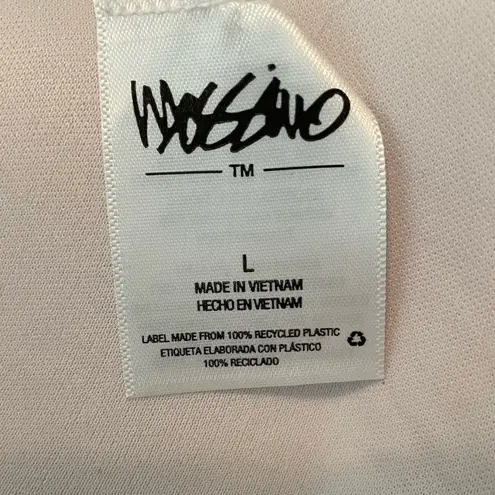 Mossimo
TM
L
MADE IN VIETNAM
HECHO EN VIETNAM
LABEL MADE FROM 100% RECYCLED PLASTIC
ETIQUETA ELABORADA CON PLÁSTICO
100% RECICLADO